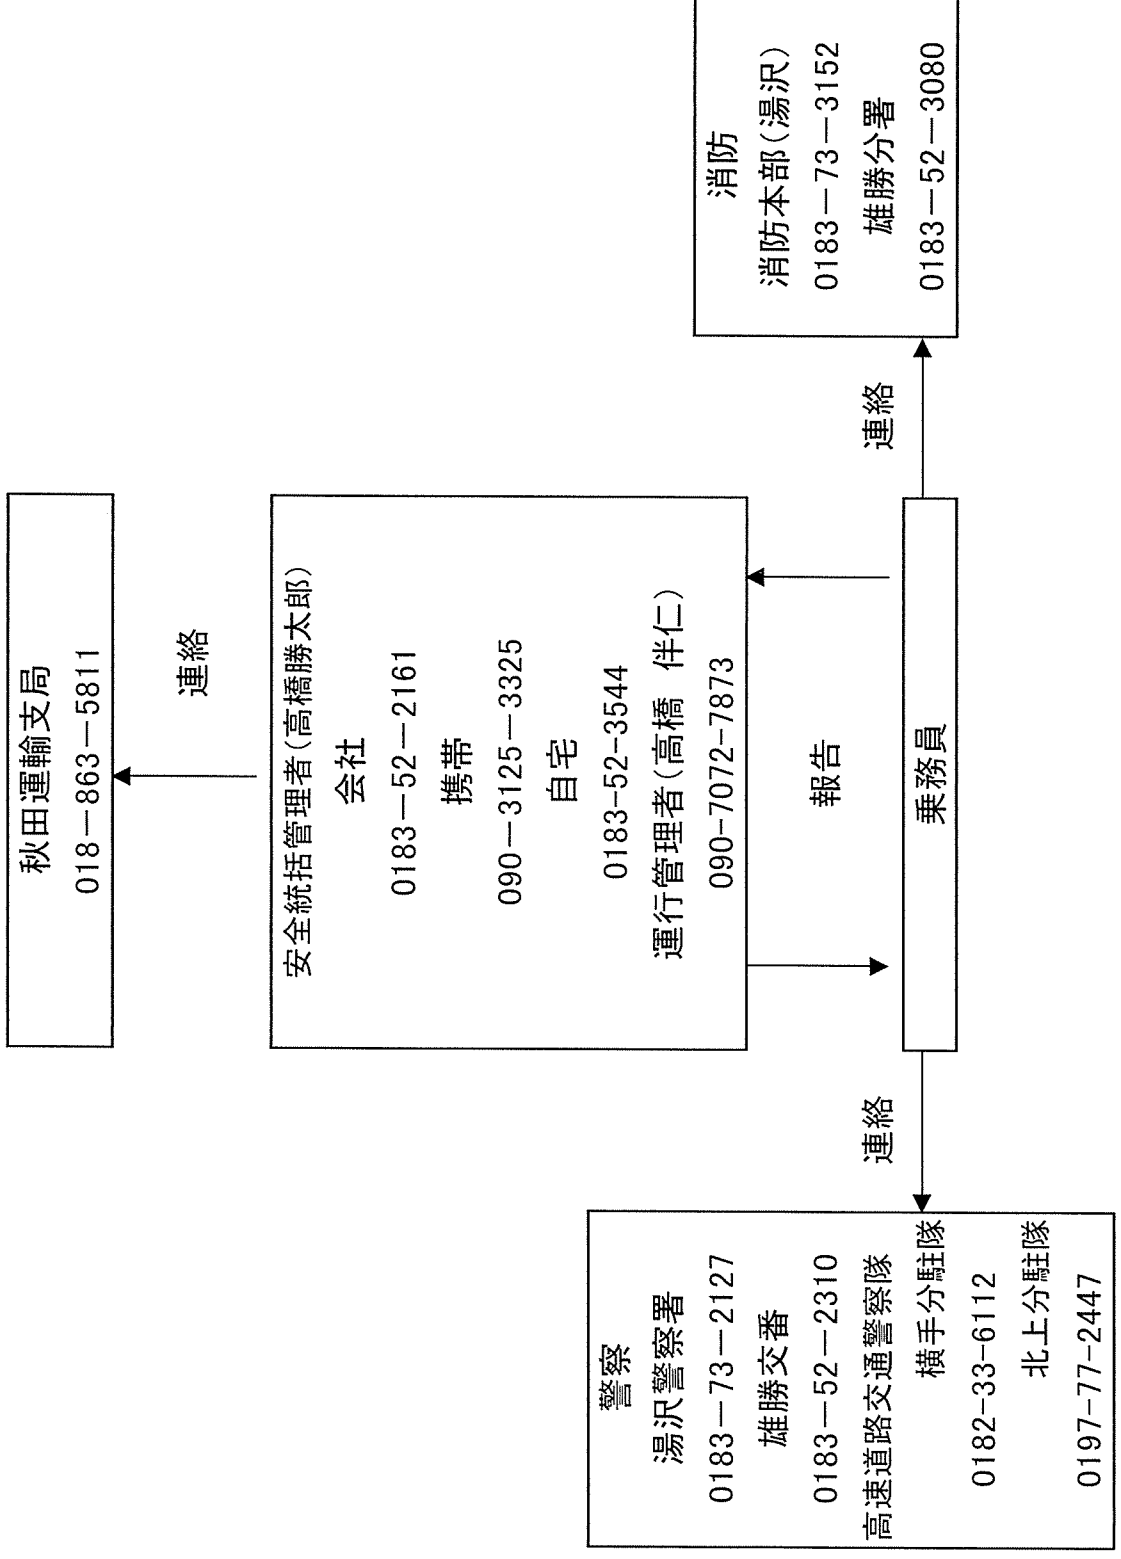 秋田運輸支局
018－863－5811
連絡
安全統括管理者(高橋勝太郎)
会社
0183－52－2161
携帯
090－3125－3325
自宅
0183-52-3544
運行管理者(高橋　伴仁)
090-7072-7873
報告
乗務員
連絡
警察
湯沢警察署
0183－73－2127
雄勝交番
0183－52－2310
高速道路交通警察隊
横手分駐隊
0182-33-6112
北上分駐隊
0197-77-2447
連絡
消防
消防本部(湯沢)
0183－73－3152
雄勝分署
0183－52－3080